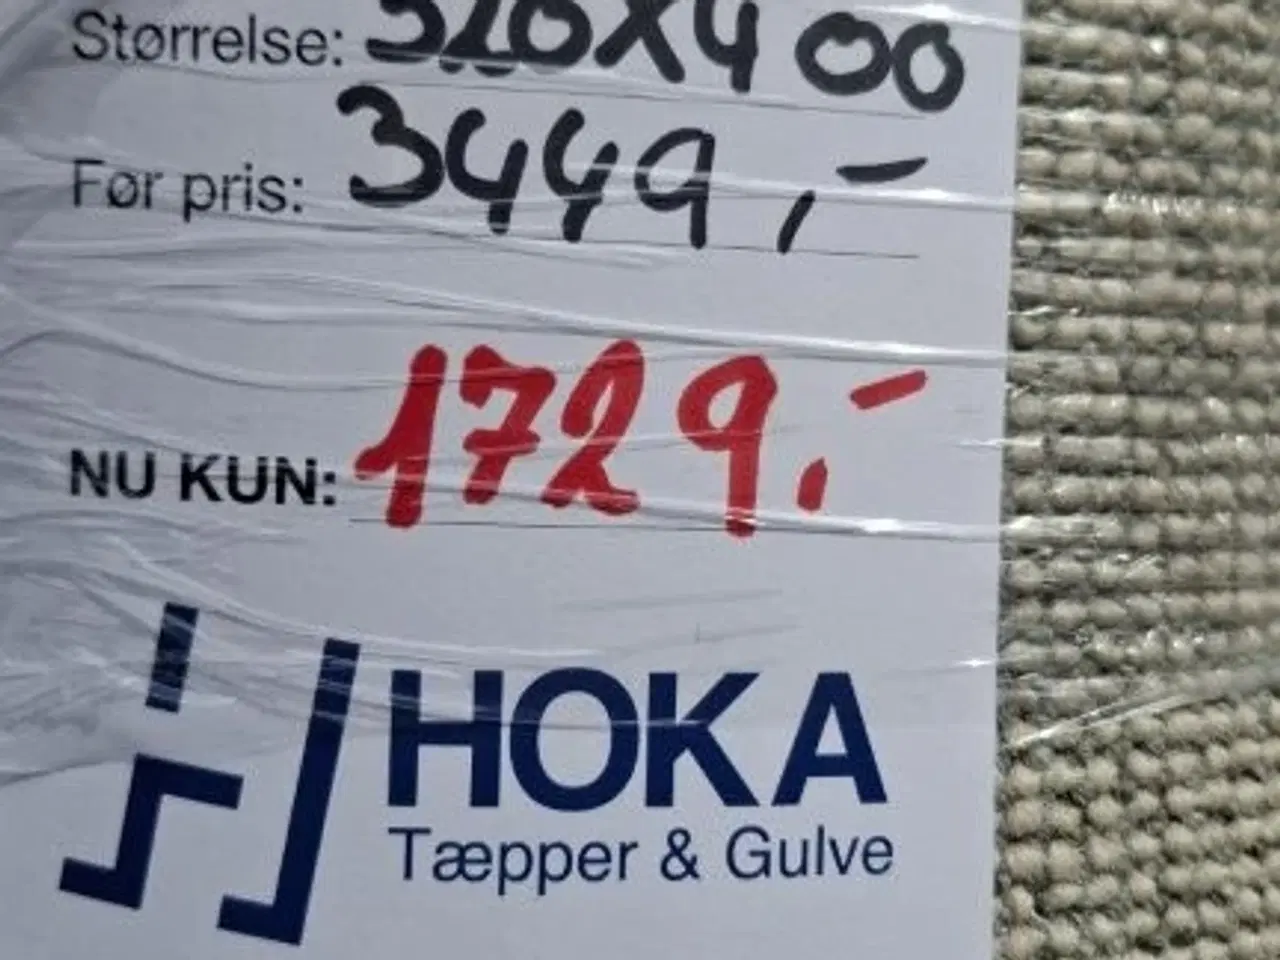 Størrelse: 320X400
Før pris: 3449,-
NU KUN: 1729.-
HOKA
Tæpper & Gulve